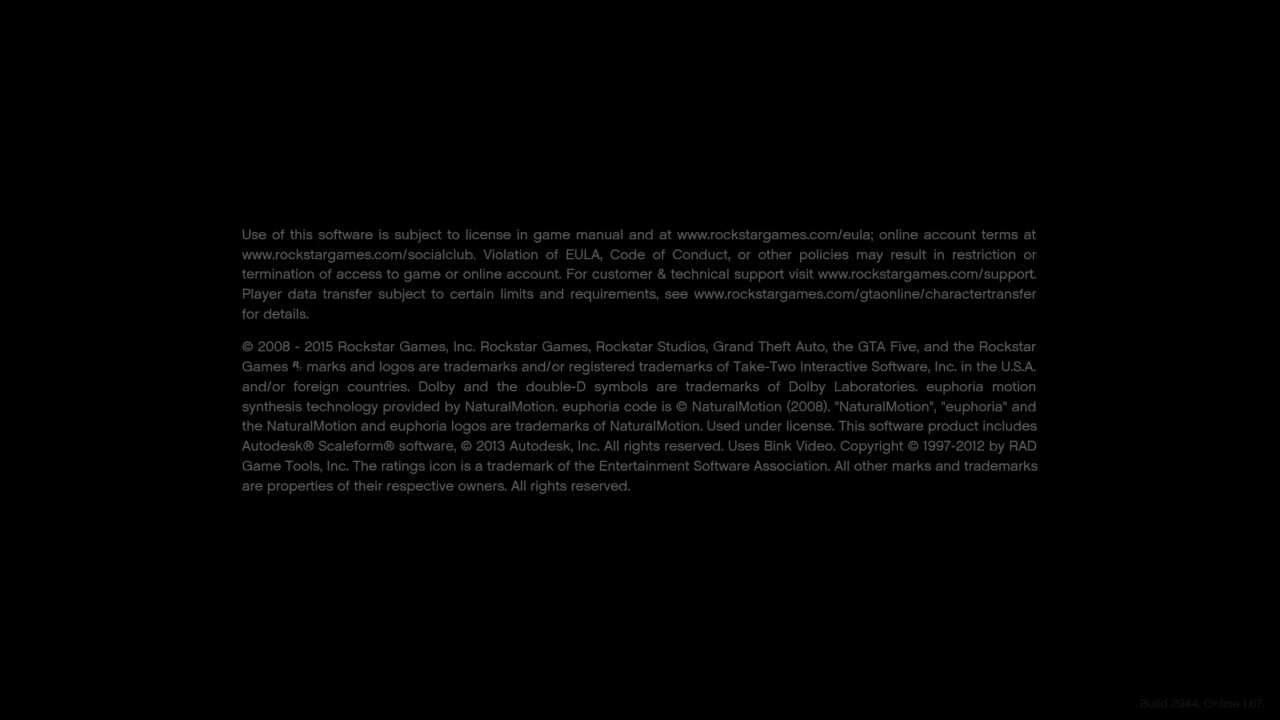 Use of this software is subject to license in game manual and at www.rockstargames.com/eula; online account terms at
www.rockstargames.com/socialclub. Violation of EULA, Code of Conduct, or other policies may result in restriction or
termination of access to game or online account. For customer & technical support visit www.rockstargames.com/support.
Player data transfer subject to certain limits and requirements, see www.rockstargames.com/gtaonline/charactertransfer
for details.
© 2008 - 2015 Rockstar Games, Inc. Rockstar Games, Rockstar Studios, Grand Theft Auto, the GTA Five, and the Rockstar
Games R* marks and logos are trademarks and/or registered trademarks of Take-Two Interactive Software, Inc. in the U.S.A.
and/or foreign countries. Dolby and the double-D symbols are trademarks of Dolby Laboratories. euphoria motion
synthesis technology provided by NaturalMotion. euphoria code is © NaturalMotion (2008). "NaturalMotion", "euphoria" and
the NaturalMotion and euphoria logos are trademarks of NaturalMotion. Used under license. This software product includes
Autodesk® Scaleform® software, © 2013 Autodesk, Inc. All rights reserved. Uses Bink Video. Copyright © 1997-2012 by RAD
Game Tools, Inc. The ratings icon is a trademark of the Entertainment Software Association. All other marks and trademarks
are properties of their respective owners. All rights reserved.
Build 2944, Online 1.67,